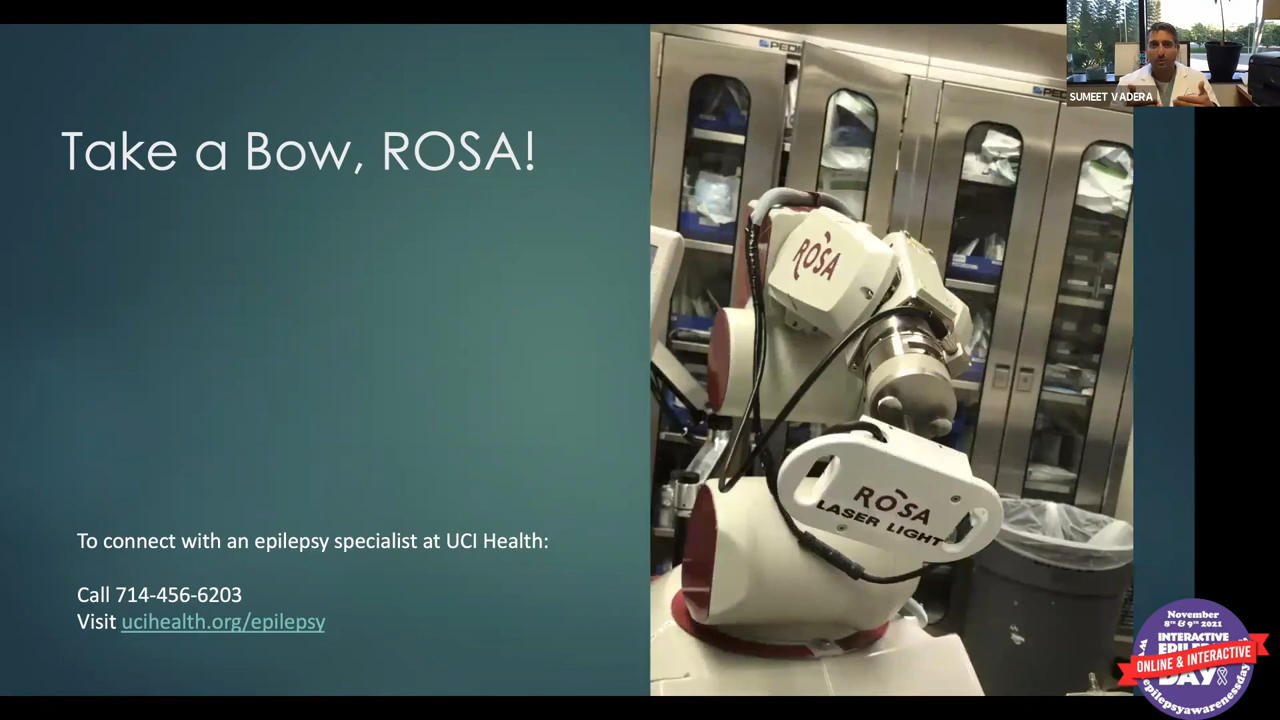 Take a Bow, ROSA!
To connect with an epilepsy specialist at UCI Health:
Call 714-456-6203
Visit ucihealth.org/epilepsy
ROSA
ROSA
LASER LIGHT
SUMEET VADERA
November
8TH & 9TH 2021
INTERACTIVE
ONLINE & INTERACTIVE
DAY
epilepsyawarenessday